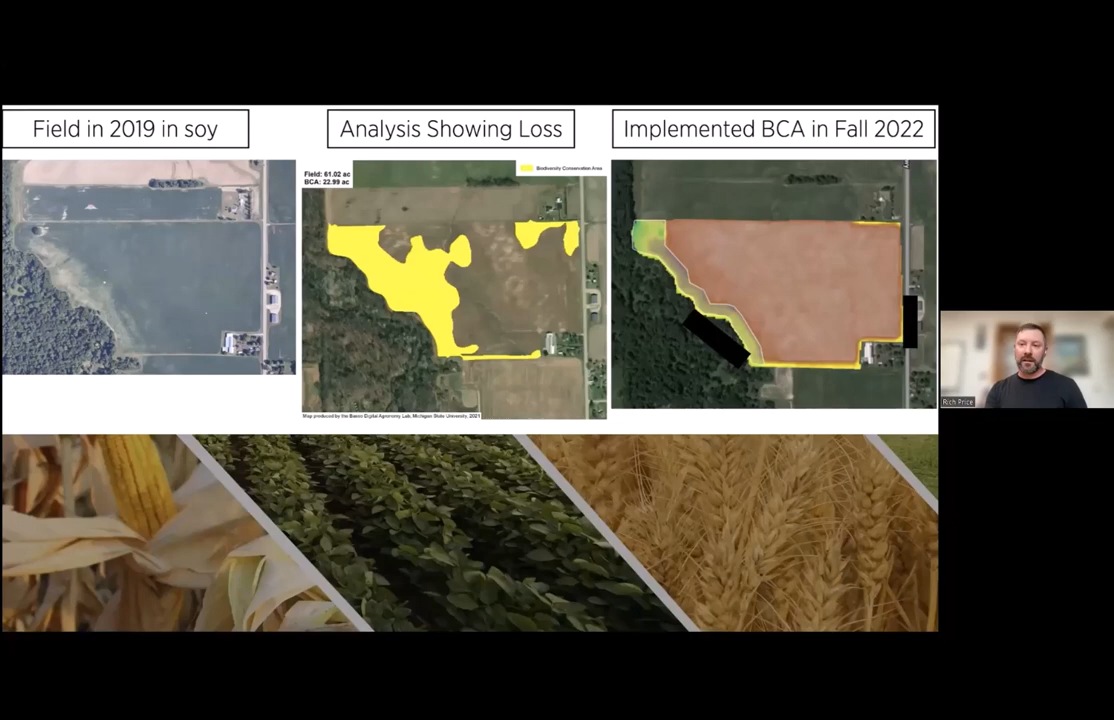 Field in 2019 in soy
Analysis Showing Loss
Implemented BCA in Fall 2022
Field: 61.02 ac
BCA: 22.99 ac
Biodiversity Conservation Area
Map produced by the Basso Digital Agronomy Lab, Michigan State University, 2021
Rich Price